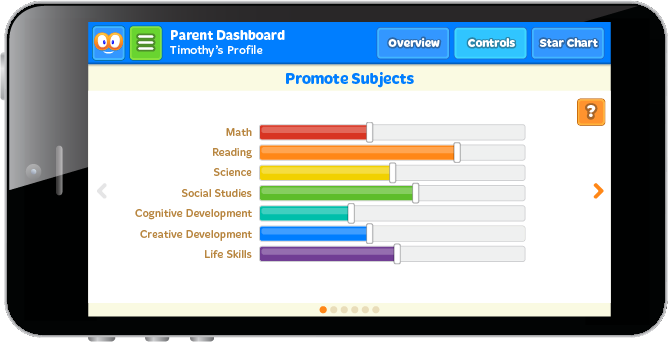 Parent Dashboard
Timothy's Profile
Overview
Controls
Star Chart
Promote Subjects
?
Math
Reading
Science
Social Studies
Cognitive Development
Creative Development
Life Skills